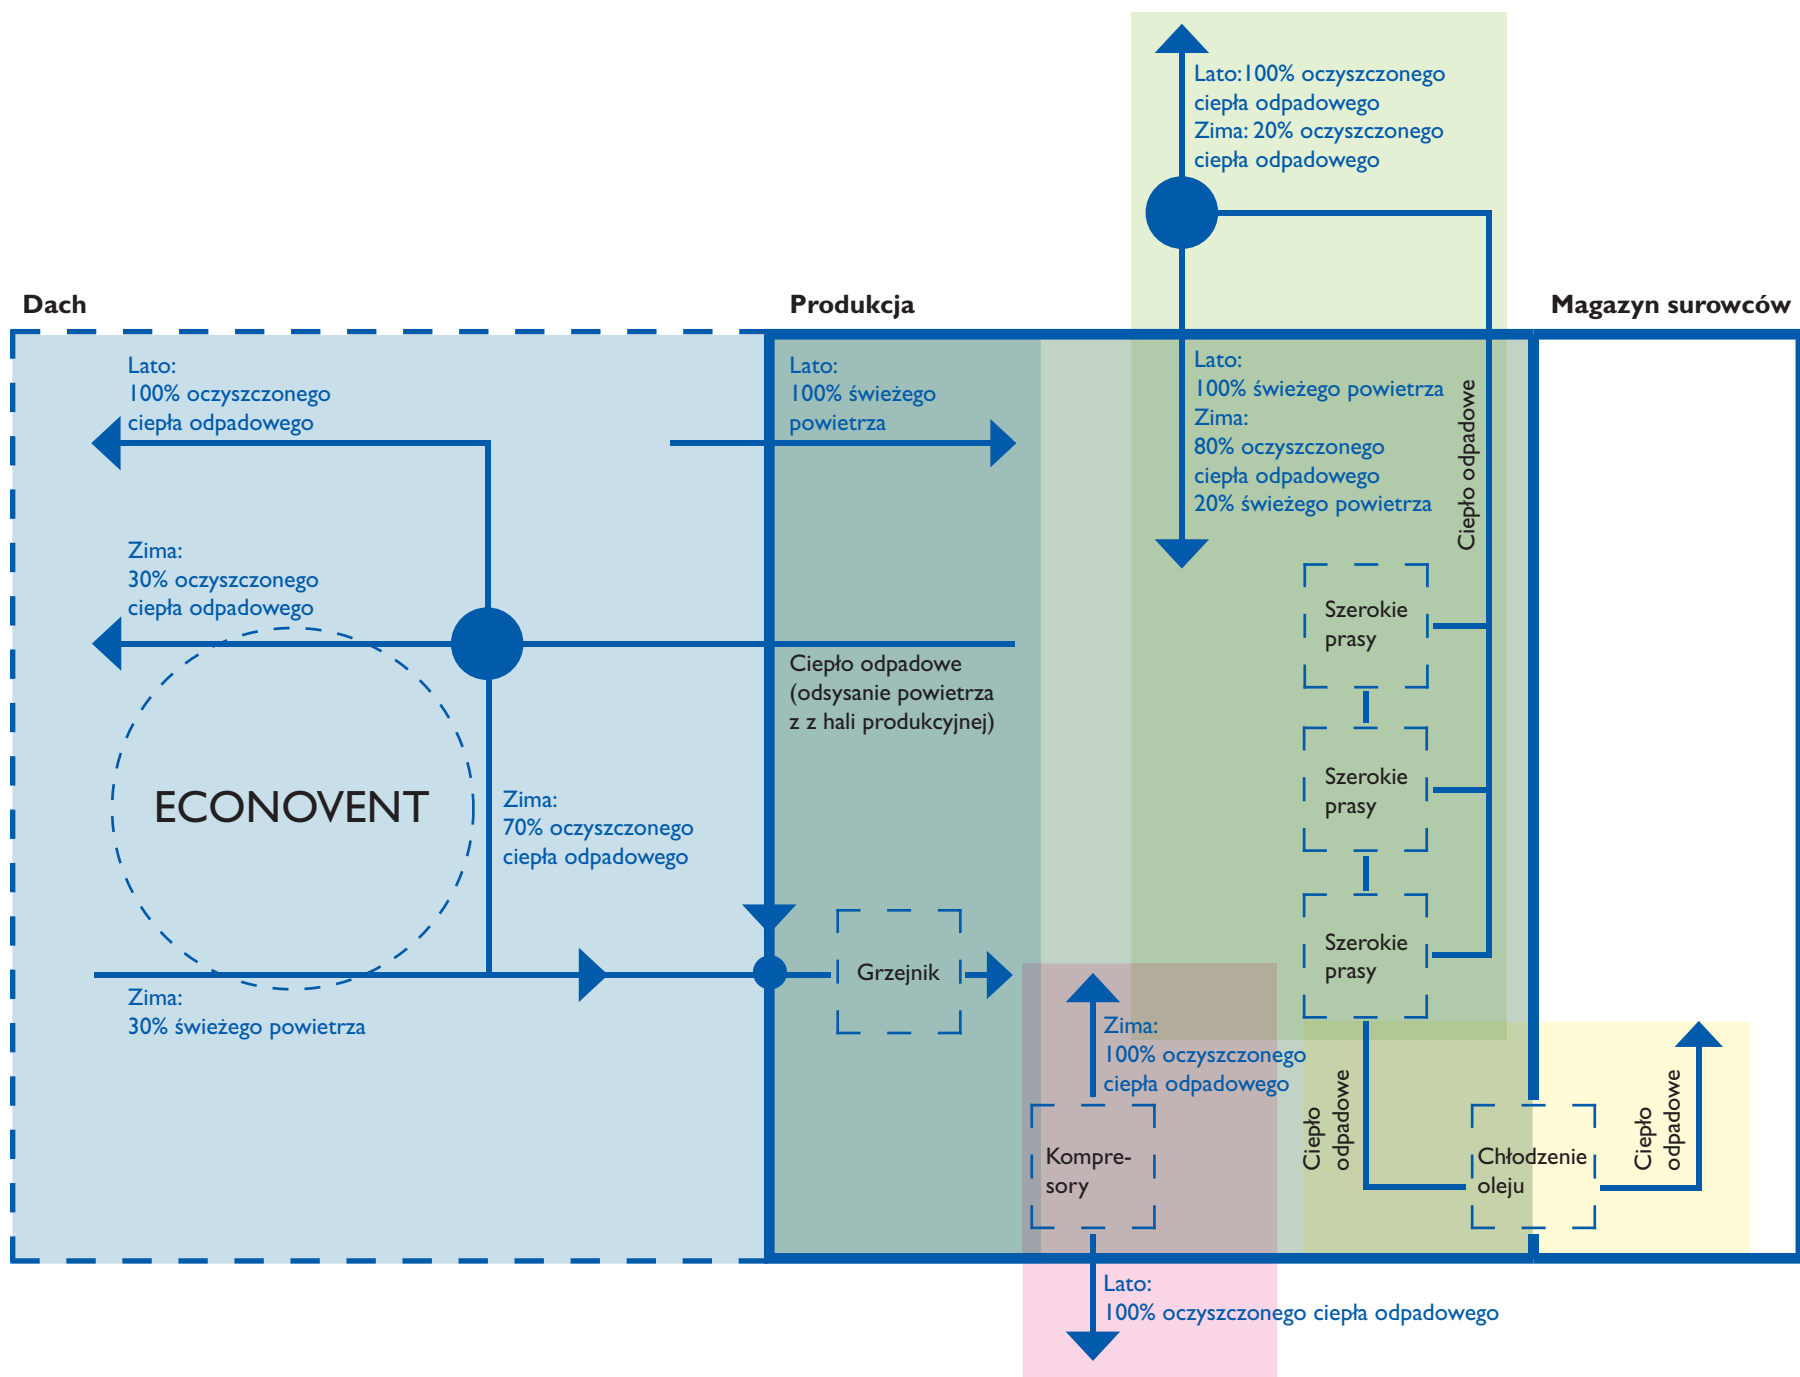 Lato:100% oczyszczonego
ciepła odpadowego
Zima: 20% oczyszczonego
ciepła odpadowego
Dach
Produkcja
Magazyn surowców
Lato:
100% oczyszczonego
ciepła odpadowego
Lato:
100% świeżego
powietrza
Lato:
100% świeżego powietrza
Zima:
80% oczyszczonego
ciepła odpadowego
20% świeżego powietrza
Ciepło odpadowe
Zima:
30% oczyszczonego
ciepła odpadowego
Ciepło odpadowe
(odsysanie powietrza
z z hali produkcyjnej)
Szerokie
prasy
Szerokie
prasy
Szerokie
prasy
ECONOVENT
Zima:
70% oczyszczonego
ciepła odpadowego
Grzejnik
Zima:
30% świeżego powietrza
Zima:
100% oczyszczonego
ciepła odpadowego
Kompre-
sory
Ciepło
odpadowe
Chłodzenie
oleju
Ciepło
odpadowe
Lato:
100% oczyszczonego ciepła odpadowego